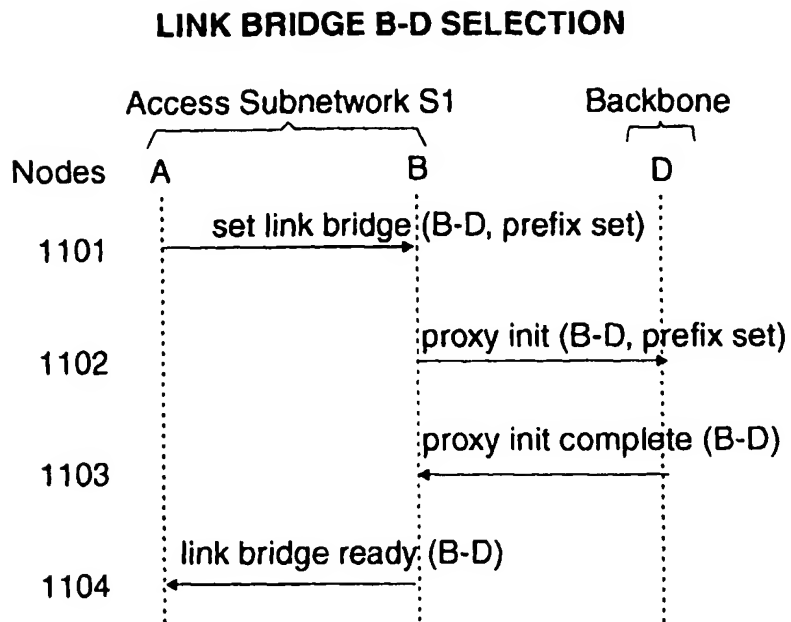 LINK BRIDGE B-D SELECTION
Access Subnetwork S1 Backbone
Nodes A B D
set link bridge (B-D, prefix set)
1101
proxy init (B-D, prefix set)
1102
proxy init complete (B-D)
1103
link bridge ready (B-D)
1104